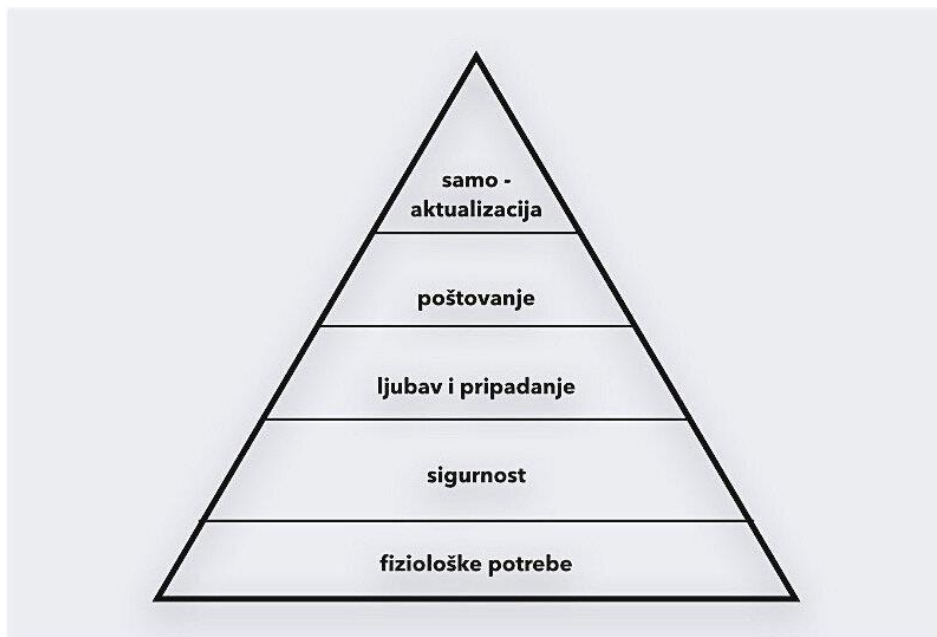 samo -
aktualizacija
poštovanje
ljubav i pripadanje
sigurnost
fiziološke potrebe